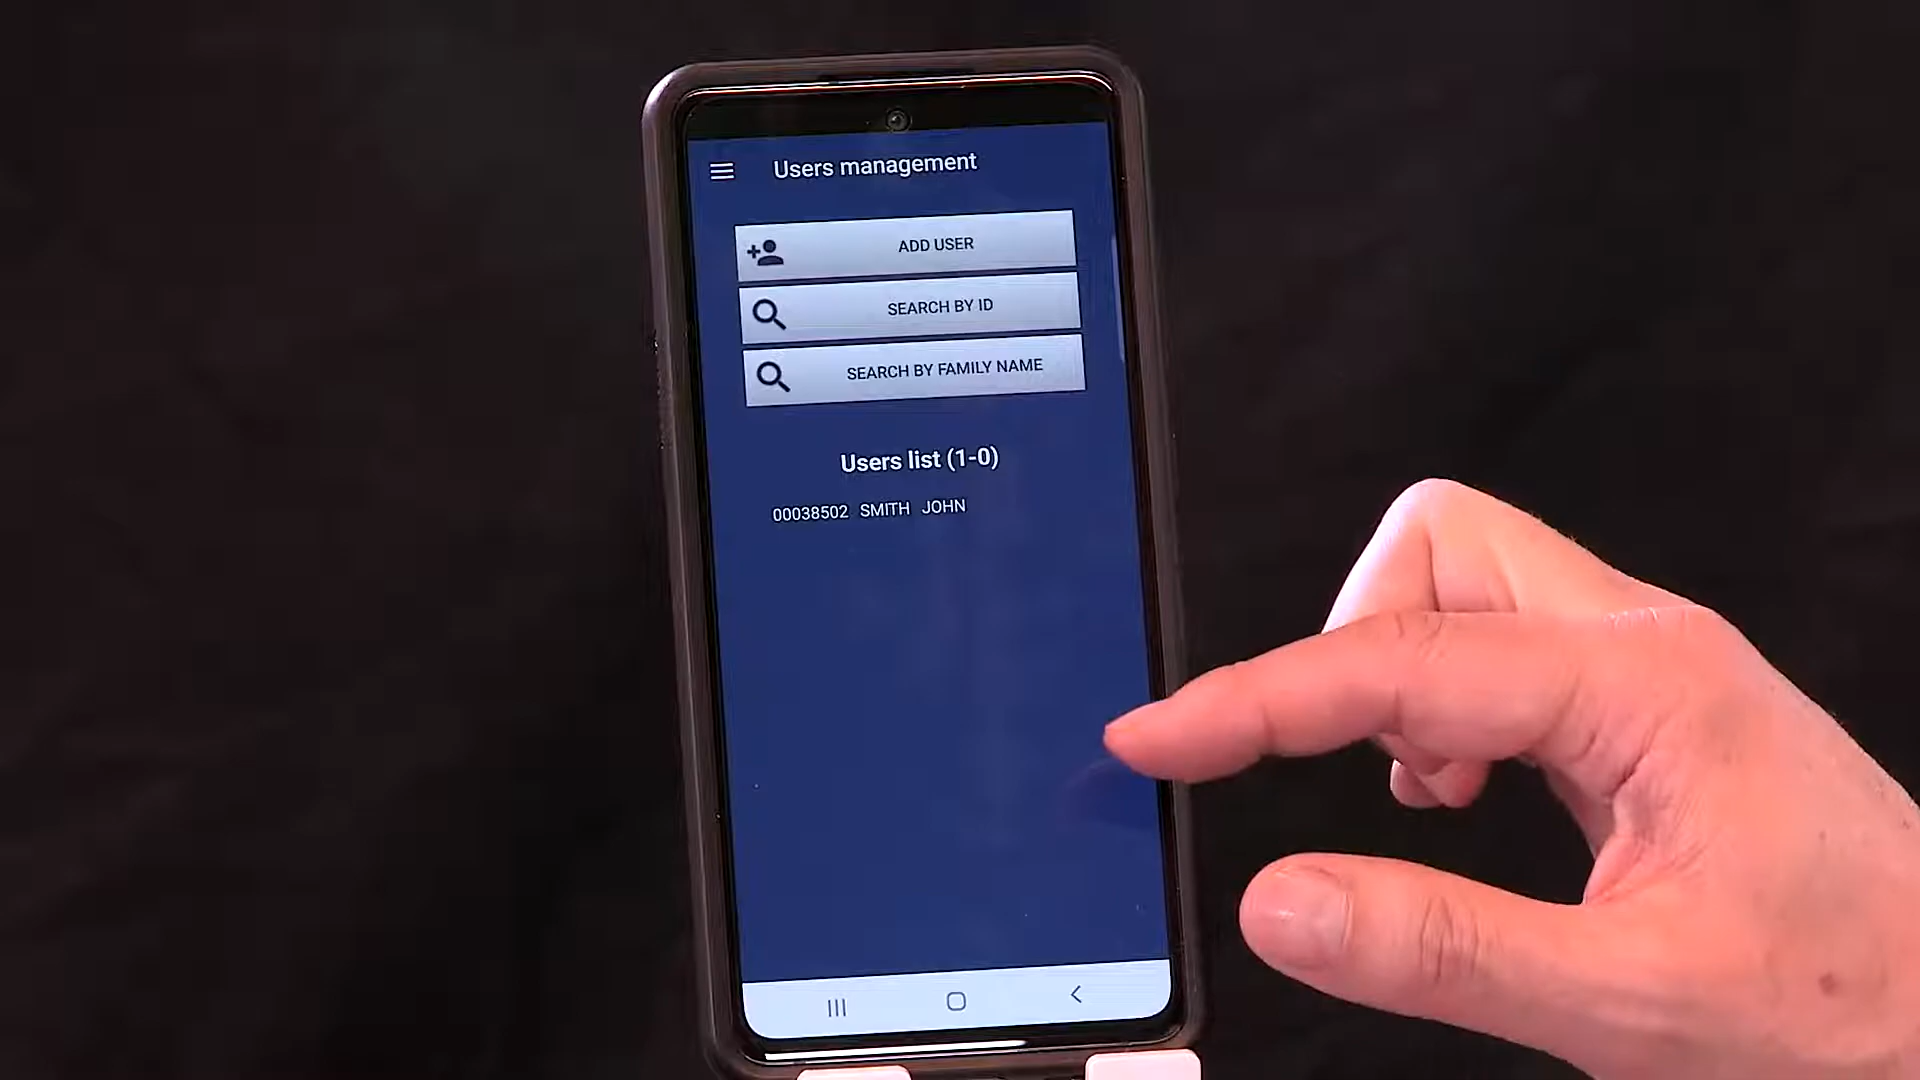 Users management
ADD USER
SEARCH BY ID
SEARCH BY FAMILY NAME
Users list (1-0)
00038502 SMITH JOHN